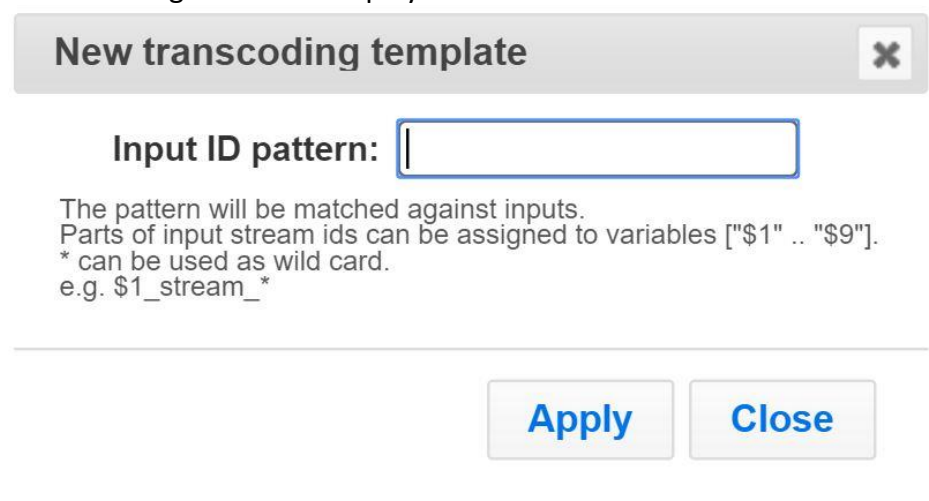 New transcoding template
Input ID pattern:
The pattern will be matched against inputs.
Parts of input stream ids can be assigned to variables ["$1" .. "$9"].
* can be used as wild card.
e.g. $1_stream_*
Apply Close